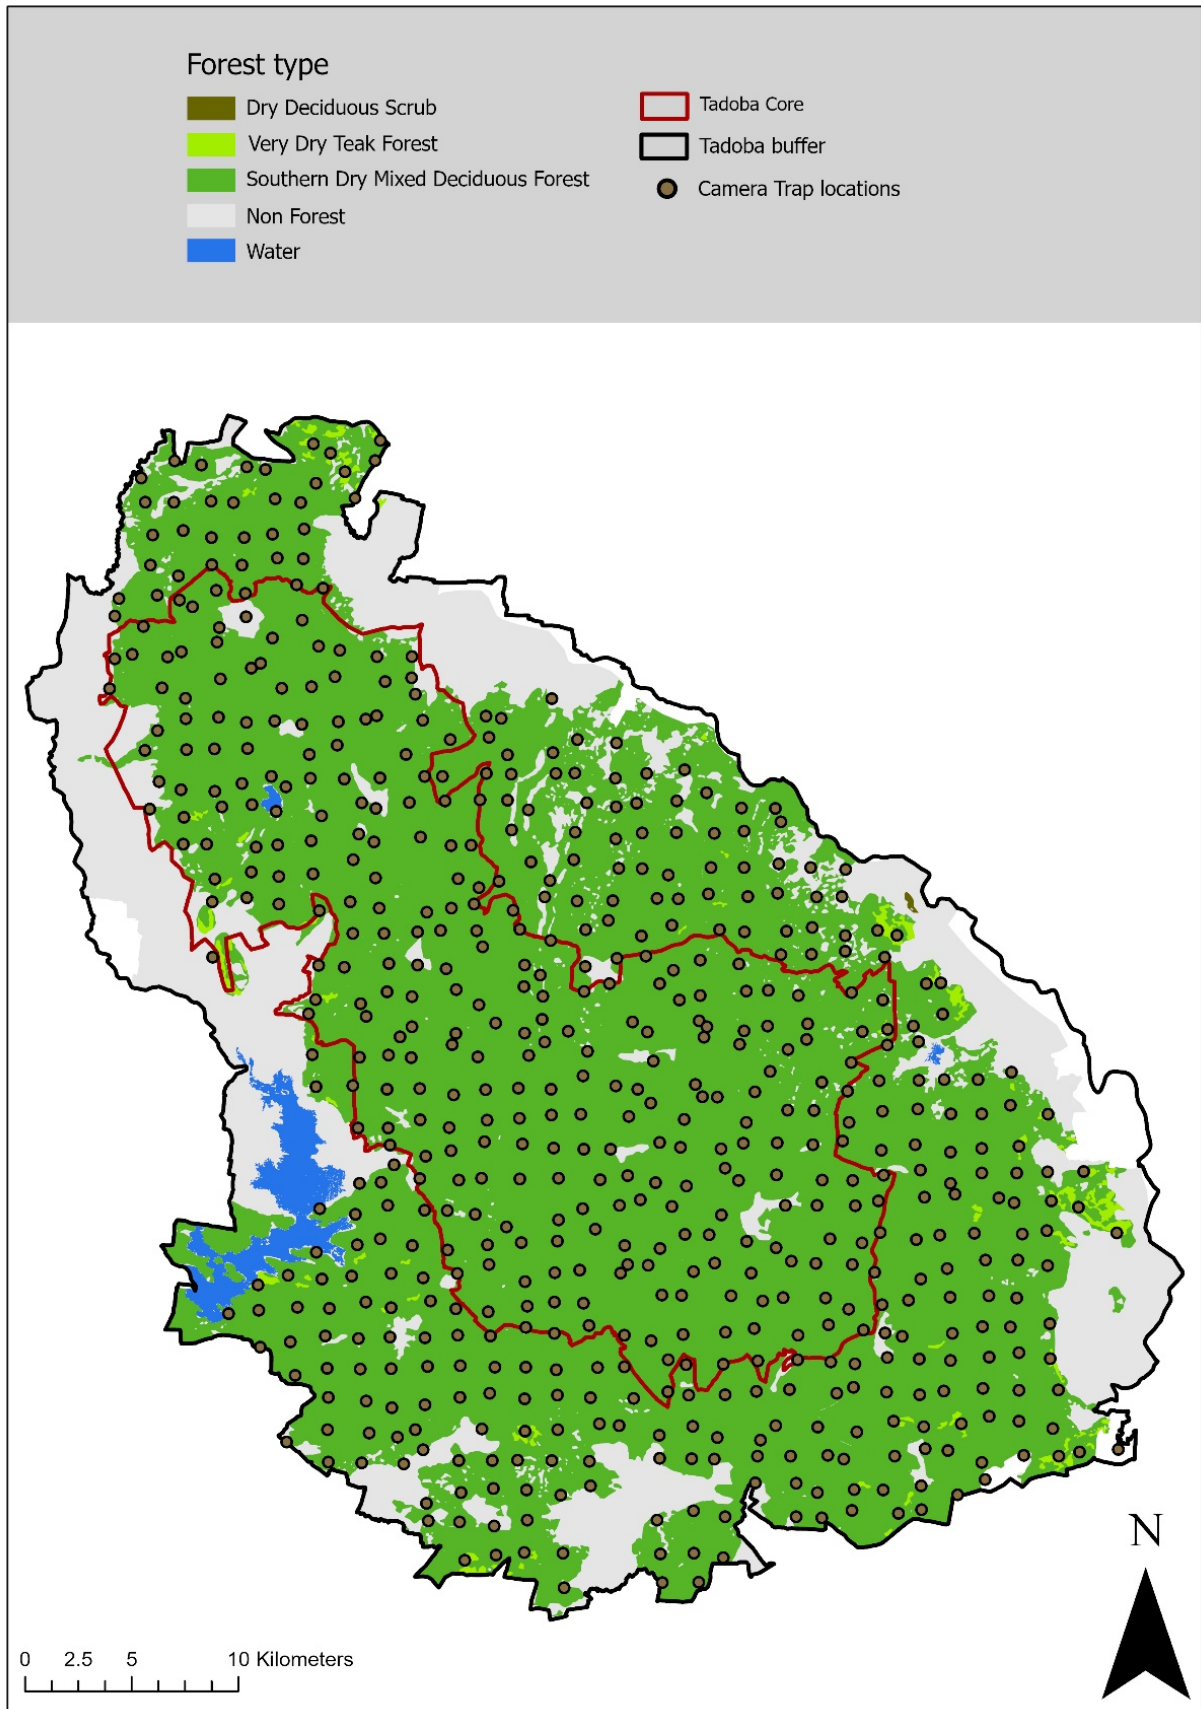 Forest type
Dry Deciduous Scrub
Very Dry Teak Forest
Southern Dry Mixed Deciduous Forest
Non Forest
Water
Tadoba Core
Tadoba buffer
Camera Trap locations
N
0 2.5 5 10 Kilometers